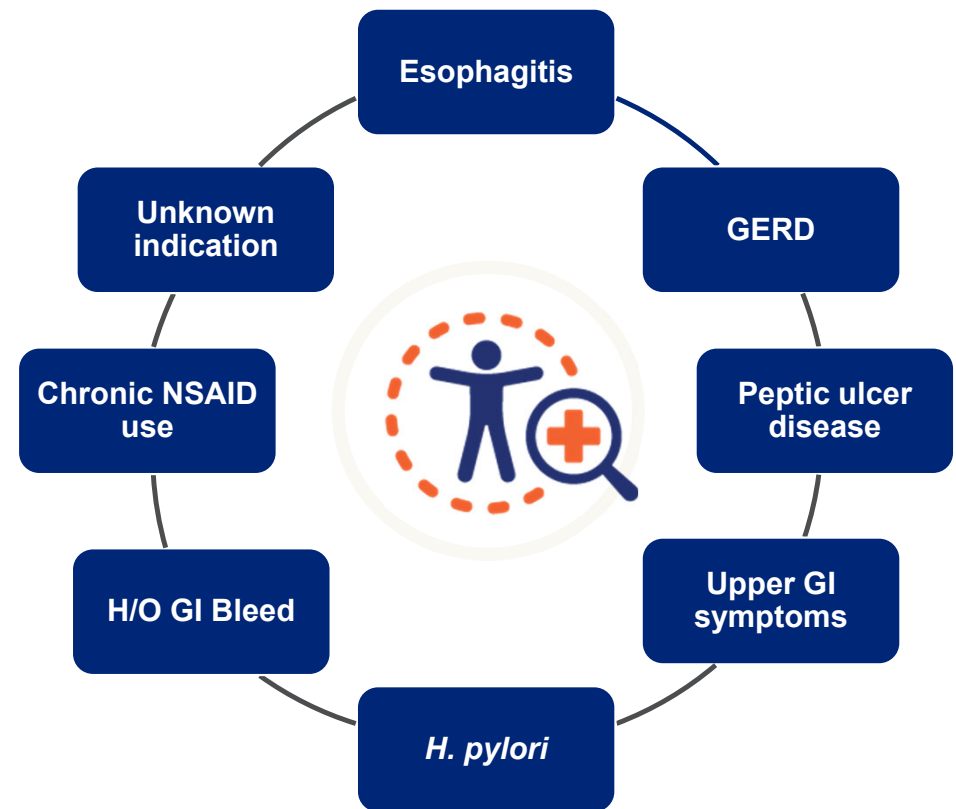 Esophagitis
GERD
Peptic ulcer
disease
Upper GI
symptoms
H. pylori
H/O GI Bleed
Chronic NSAID
use
Unknown
indication